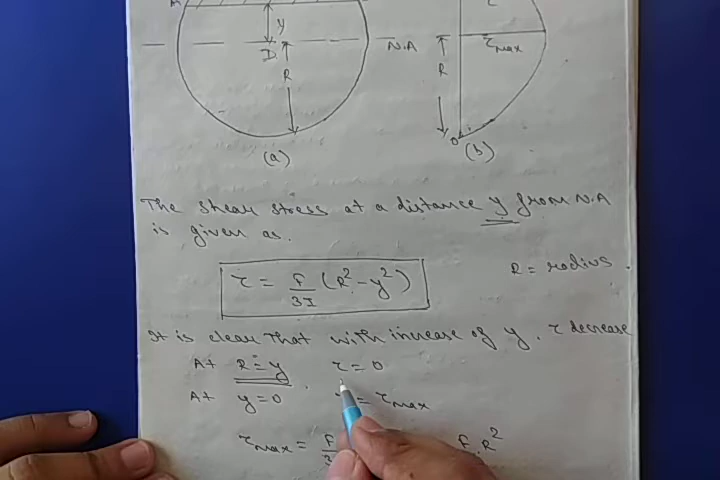 y
D
R
(a)
N.A
R
τmax
(b)
The shear stress at a distance y from N.A
is given as.
τ = F/3I (R² - y²)
R = radius.
It is clear that with increase of y, τ decrease
At R = y, τ = 0
At y = 0 = τmax
τmax = F F . R²